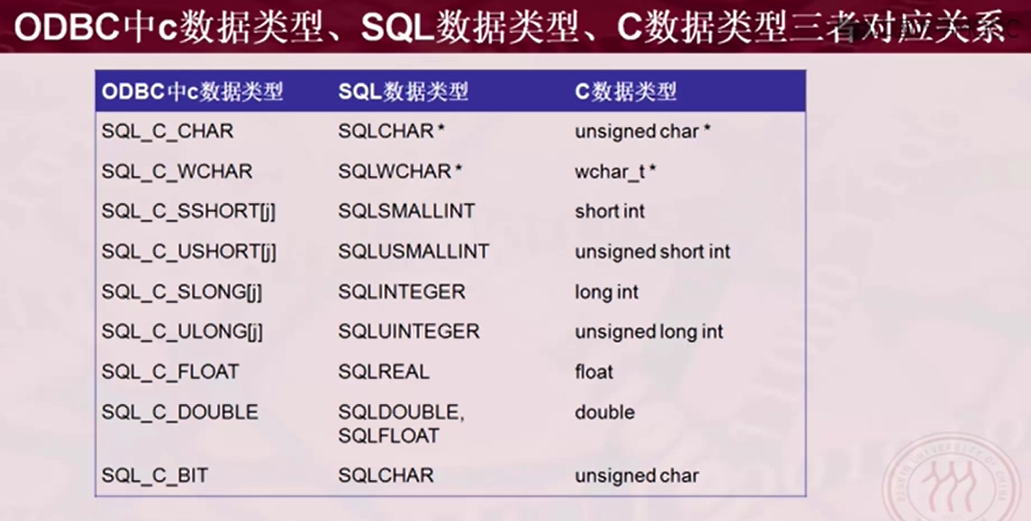 ODBC中c数据类型、SQL数据类型、C数据类型三者对应关系
ODBC中c数据类型 SQL数据类型 C数据类型
SQL_C_CHAR SQLCHAR * unsigned char *
SQL_C_WCHAR SQLWCHAR * wchar_t *
SQL_C_SSHORT[j] SQLSMALLINT short int
SQL_C_USHORT[j] SQLUSMALLINT unsigned short int
SQL_C_SLONG[j] SQLINTEGER long int
SQL_C_ULONG[j] SQLUINTEGER unsigned long int
SQL_C_FLOAT SQLREAL float
SQL_C_DOUBLE SQLDOUBLE, double
SQLFLOAT
SQL_C_BIT SQLCHAR unsigned char